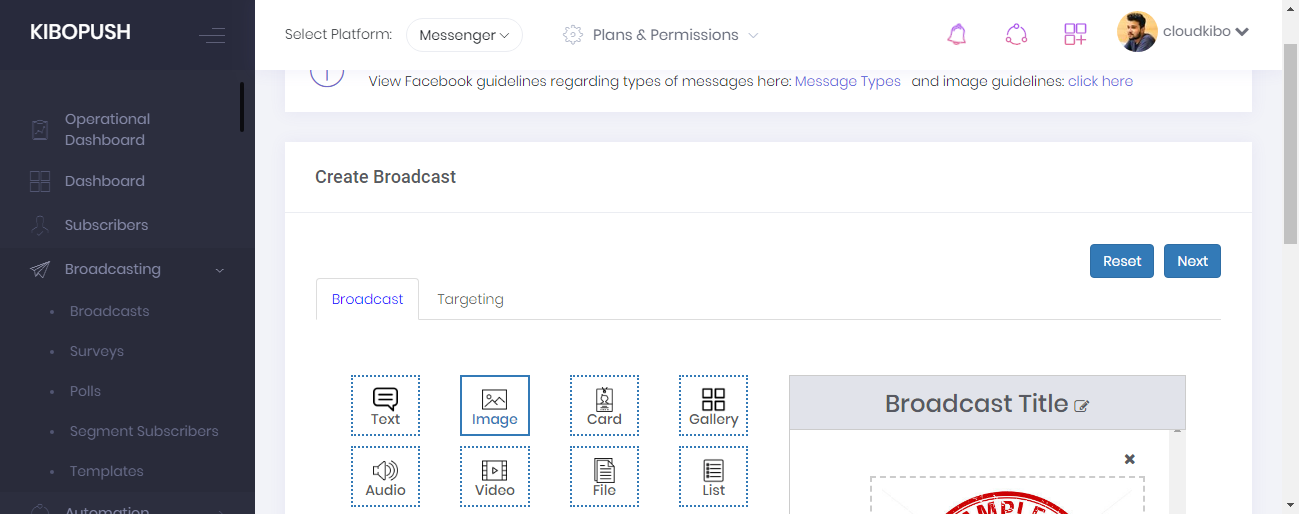 KIBOPUSH
Select Platform: Messenger Plans & Permissions cloudkibo
View Facebook guidelines regarding types of messages here: Message Types and image guidelines: click here
Operational
Dashboard
Dashboard
Subscribers
Broadcasting
Broadcasts
Surveys
Polls
Segment Subscribers
Templates
Automation
Create Broadcast
Reset Next
Broadcast Targeting
Text Image Card Gallery
Audio Video File List
Broadcast Title